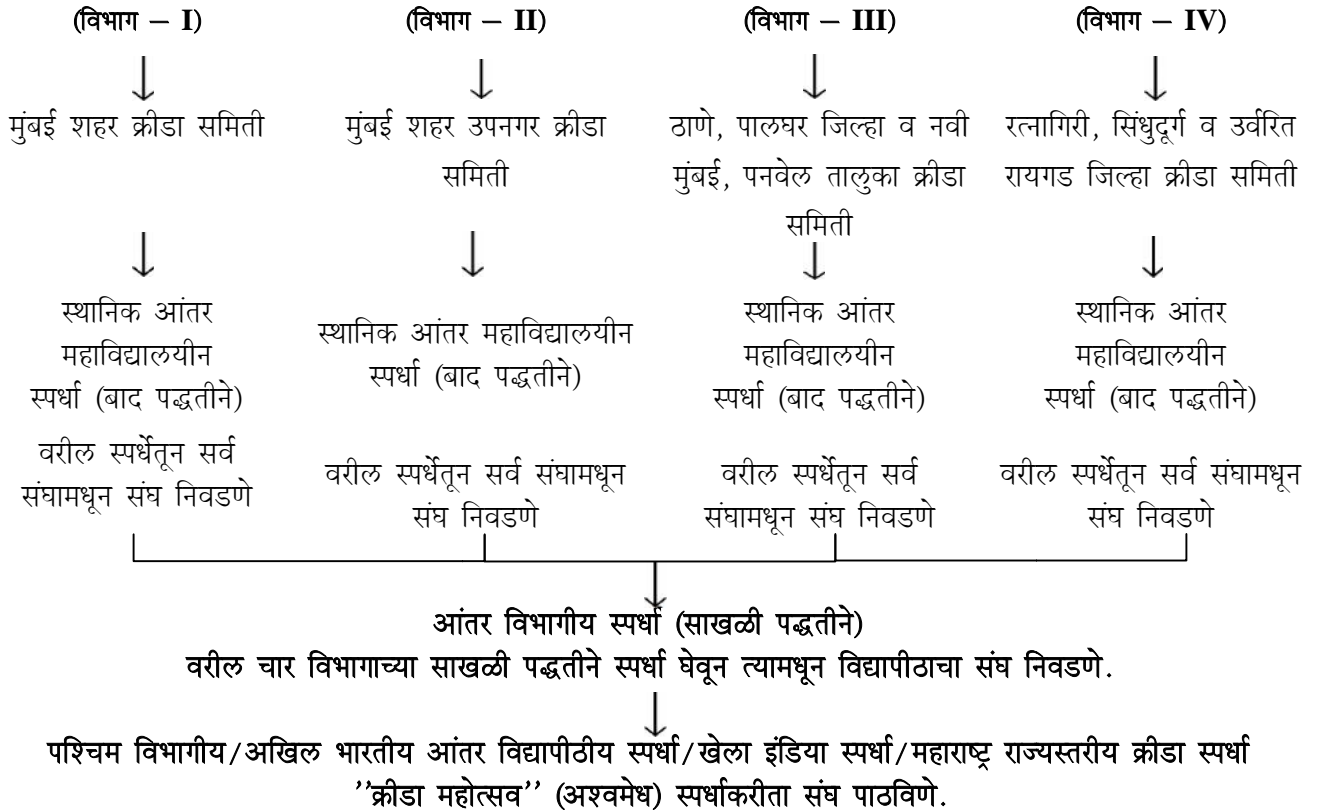 (विभाग – I)
(विभाग – II)
(विभाग – III)
(विभाग – IV)
मुंबई शहर क्रीडा समिती
मुंबई शहर उपनगर क्रीडा
समिती
ठाणे, पालघर जिल्हा व नवी
मुंबई, पनवेल तालुका क्रीडा
समिती
रत्नागिरी, सिंधुदूर्ग व उर्वरित
रायगड जिल्हा क्रीडा समिती
स्थानिक आंतर
महाविद्यालयीन
स्पर्धा (बाद पद्धतीने)
स्थानिक आंतर महाविद्यालयीन
स्पर्धा (बाद पद्धतीने)
स्थानिक आंतर
महाविद्यालयीन
स्पर्धा (बाद पद्धतीने)
स्थानिक आंतर
महाविद्यालयीन
स्पर्धा (बाद पद्धतीने)
वरील स्पर्धेतून सर्व
संघामधून संघ निवडणे
वरील स्पर्धेतून सर्व संघामधून
संघ निवडणे
वरील स्पर्धेतून सर्व
संघामधून संघ निवडणे
वरील स्पर्धेतून सर्व संघामधून
संघ निवडणे
आंतर विभागीय स्पर्धा (साखळी पद्धतीने)
वरील चार विभागाच्या साखळी पद्धतीने स्पर्धा घेवून त्यामधून विद्यापीठाचा संघ निवडणे.
पश्चिम विभागीय/अखिल भारतीय आंतर विद्यापीठीय स्पर्धा/खेला इंडिया स्पर्धा/महाराष्ट्र राज्यस्तरीय क्रीडा स्पर्धा
’’क्रीडा महोत्सव’’ (अश्वमेध) स्पर्धाकरीता संघ पाठविणे.